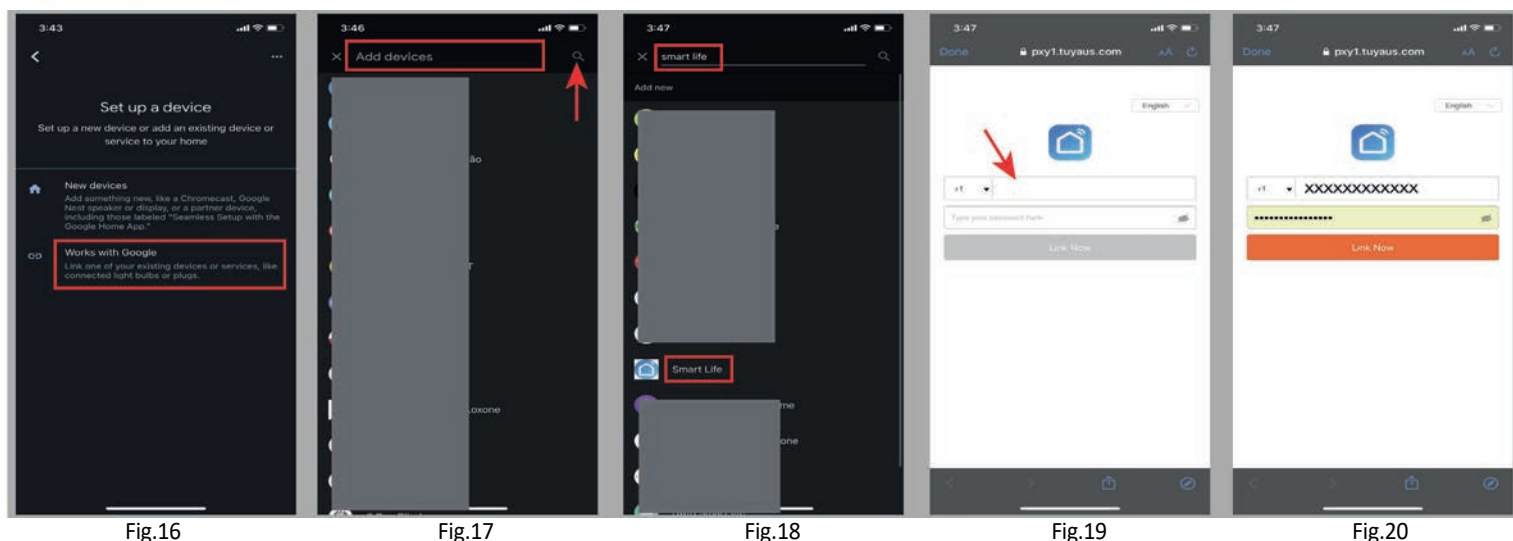 3:43
Set up a device
Set up a new device or add an existing device or
service to your home
New devices
Add something new, like a Chromecast, Google
Nest speaker or display, or a partner device,
including those labeled "Seamless Setup with the
Google Home App."
Works with Google
Link one of your existing devices or services, like
connected light bulbs or plugs.
Fig.16
3:46
Add devices
ão
T
oxone
Fig.17
3:47
smart life
Add new
e
Smart Life
me
one
Fig.18
3:47
Done pxy1.tuyaus.com AA
English
+1
Type your password here
Link Now
Fig.19
3:47
Done pxy1.tuyaus.com AA
English
+1 XXXXXXXXXXXX
••••••••••••••••
Link Now
Fig.20